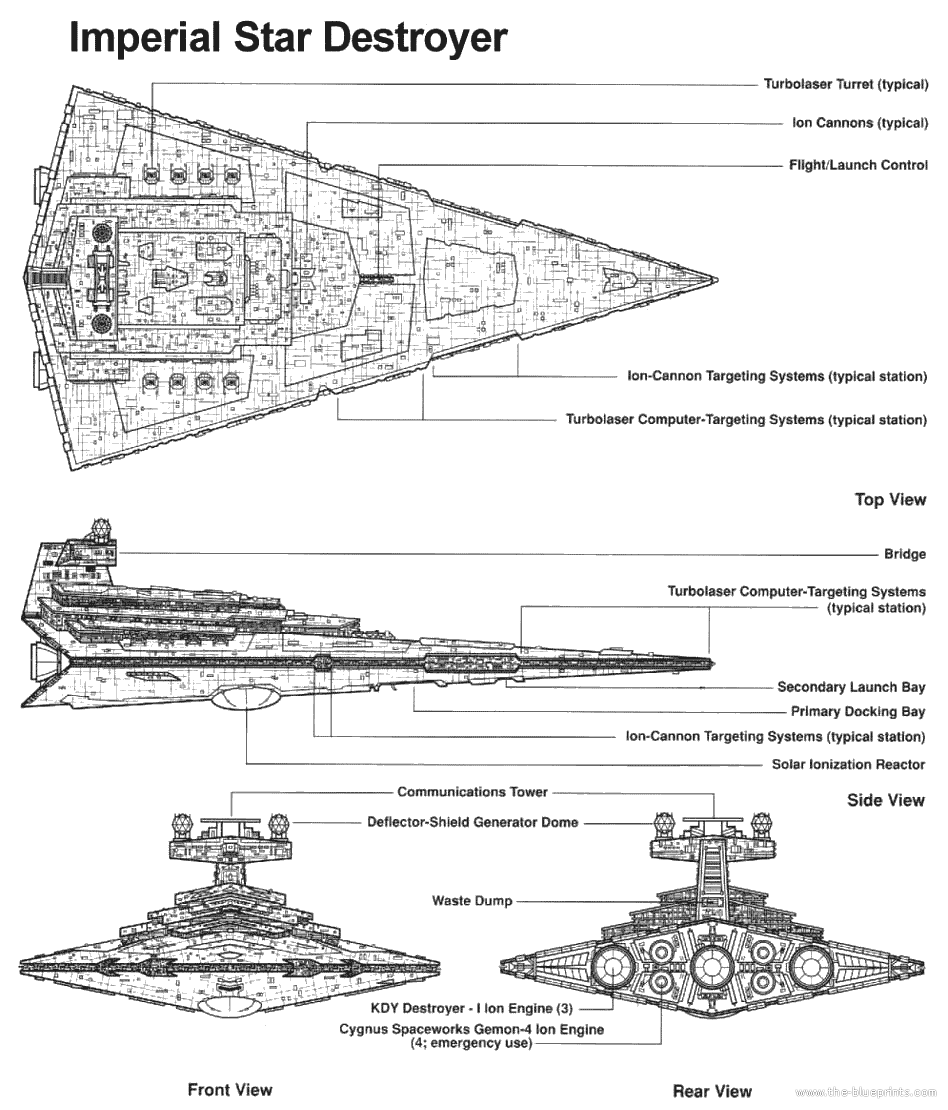 Imperial Star Destroyer
Turbolaser Turret (typical)
Ion Cannons (typical)
Flight/Launch Control
Ion-Cannon Targeting Systems (typical station)
Turbolaser Computer-Targeting Systems (typical station)
Top View
Bridge
Turbolaser Computer-Targeting Systems
(typical station)
Secondary Launch Bay
Primary Docking Bay
Ion-Cannon Targeting Systems (typical station)
Solar Ionization Reactor
Side View
Communications Tower
Deflector-Shield Generator Dome
Waste Dump
KDY Destroyer - I Ion Engine (3)
Cygnus Spaceworks Gemon-4 Ion Engine
(4; emergency use)
Front View
Rear View
www.the-blueprints.com